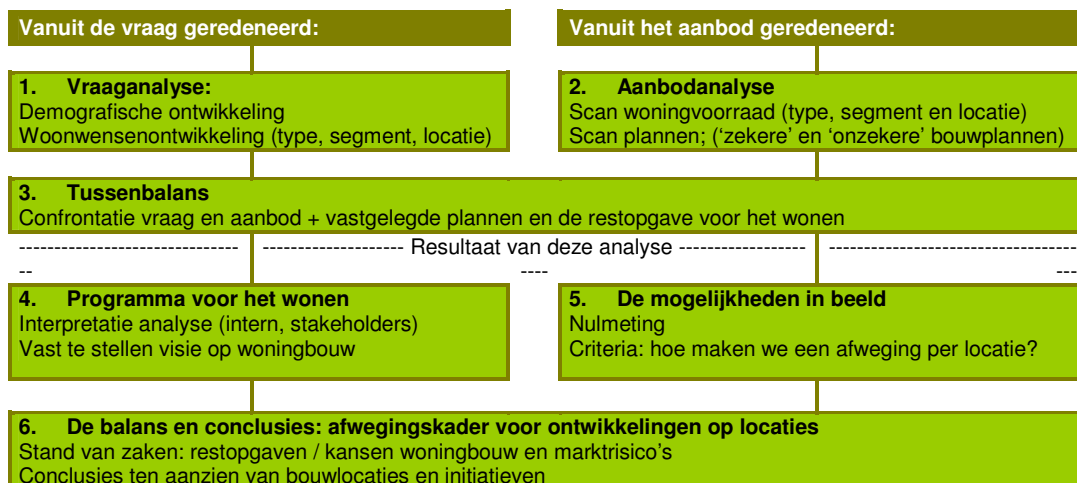 Vanuit de vraag geredeneerd:
Vanuit het aanbod geredeneerd:
1. Vraaganalyse:
Demografische ontwikkeling
Woonwensenontwikkeling (type, segment, locatie)
2. Aanbodanalyse
Scan woningvoorraad (type, segment en locatie)
Scan plannen; (‘zekere’ en ‘onzekere’ bouwplannen)
3. Tussenbalans
Confrontatie vraag en aanbod + vastgelegde plannen en de restopgave voor het wonen
------------------------------- -------------------- Resultaat van deze analyse ------------------ -----------------------------------
-- ---- ---
4. Programma voor het wonen
Interpretatie analyse (intern, stakeholders)
Vast te stellen visie op woningbouw
5. De mogelijkheden in beeld
Nulmeting
Criteria: hoe maken we een afweging per locatie?
6. De balans en conclusies: afwegingskader voor ontwikkelingen op locaties
Stand van zaken: restopgaven / kansen woningbouw en marktrisico’s
Conclusies ten aanzien van bouwlocaties en initiatieven